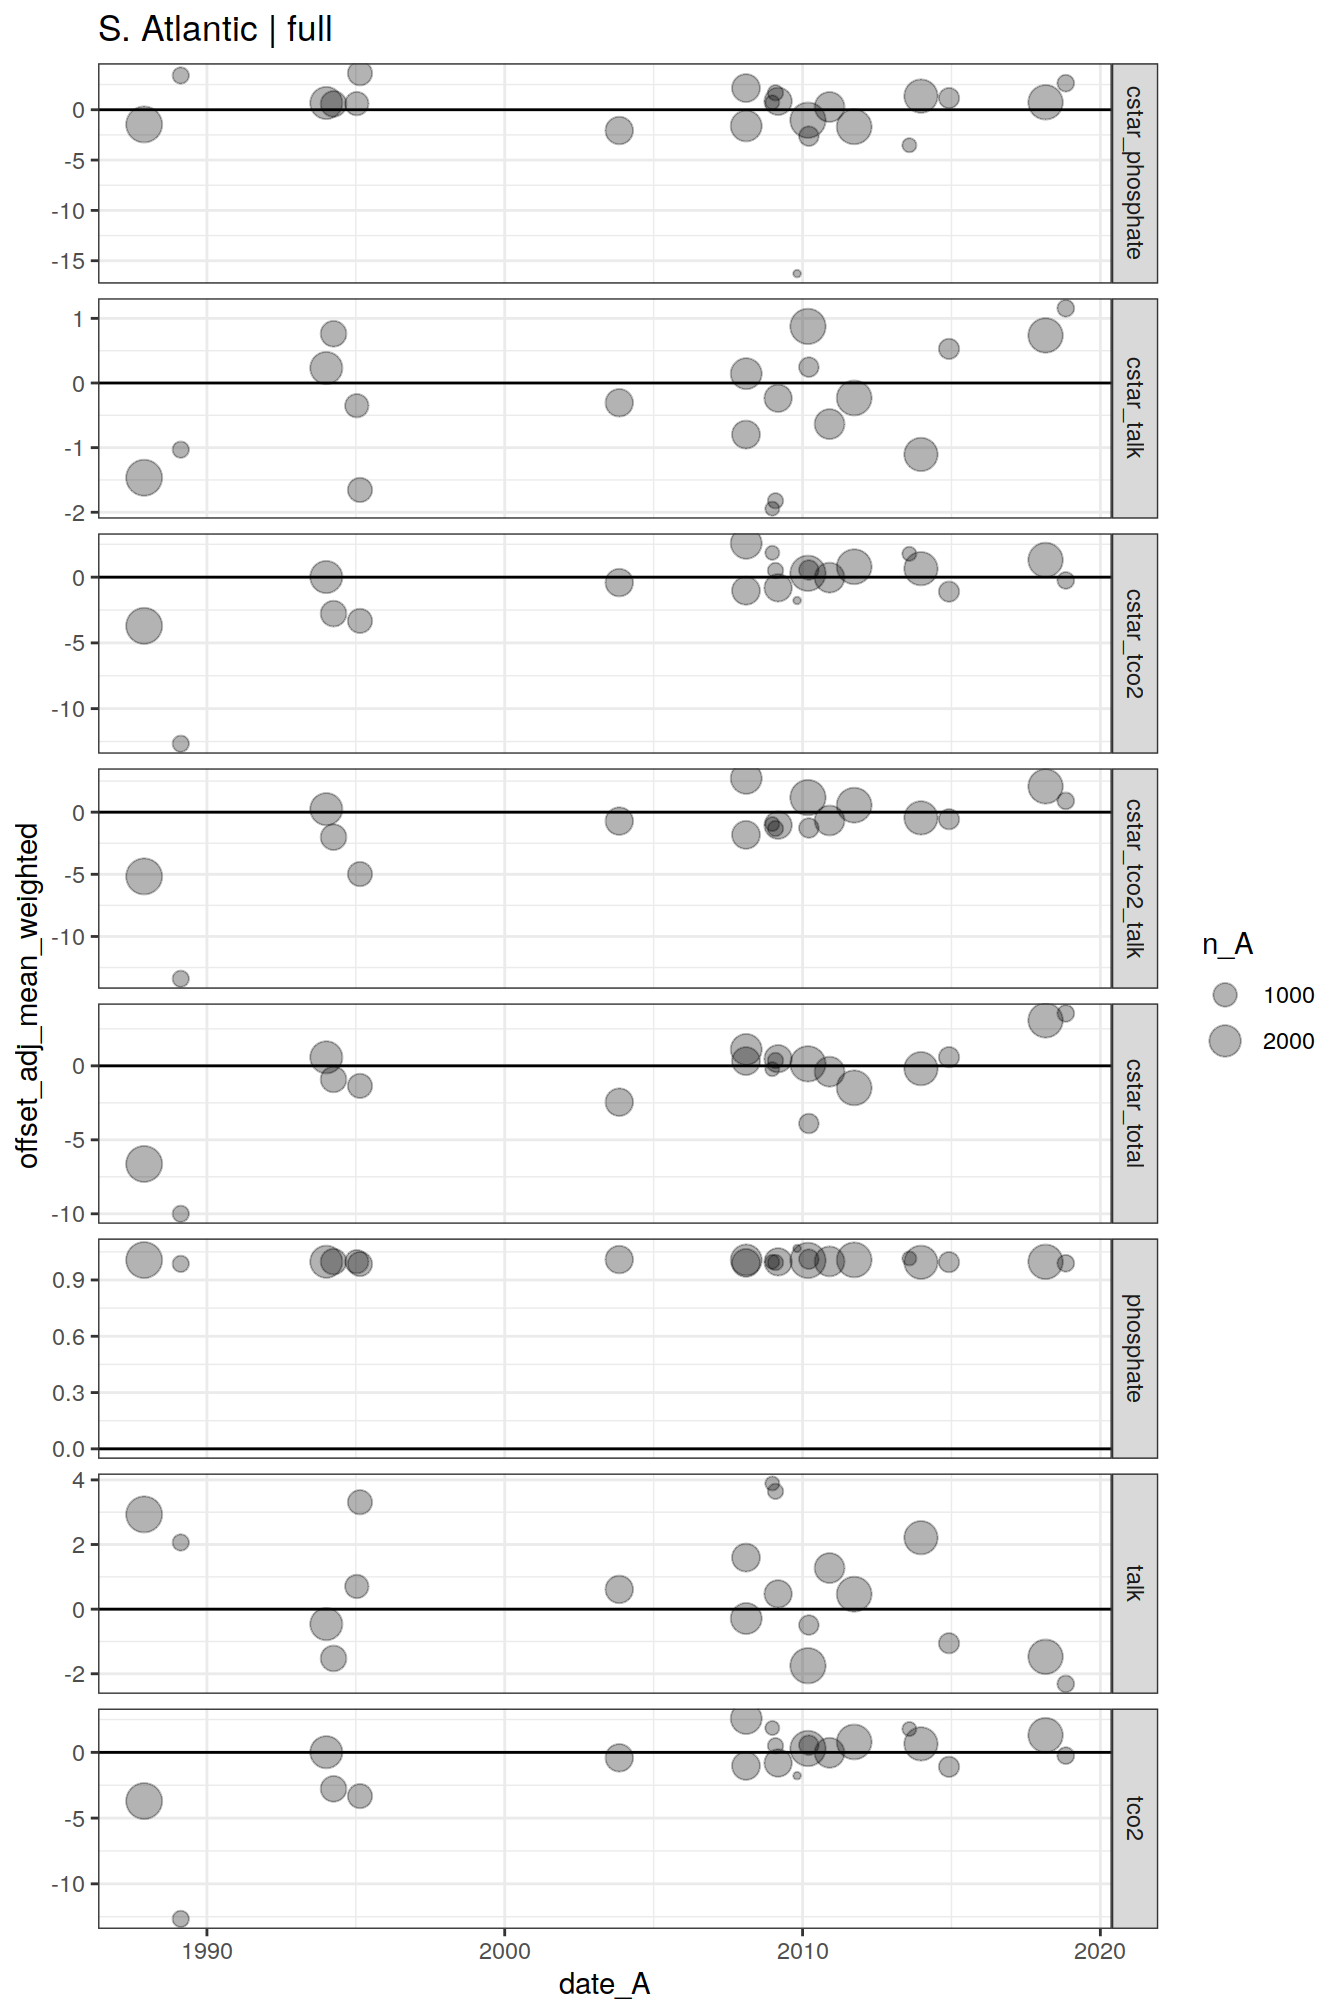 S. Atlantic | full
0
-5
-10
-15
cstar_phosphate
1
0
-1
-2
cstar_talk
0
-5
-10
cstar_tco2
0
-5
-10
cstar_tco2_talk
0
-5
-10
cstar_total
0.9
0.6
0.3
0.0
phosphate
4
2
0
-2
talk
0
-5
-10
tco2
1990
2000
2010
2020
date_A
offset_adj_mean_weighted
n_A
1000
2000